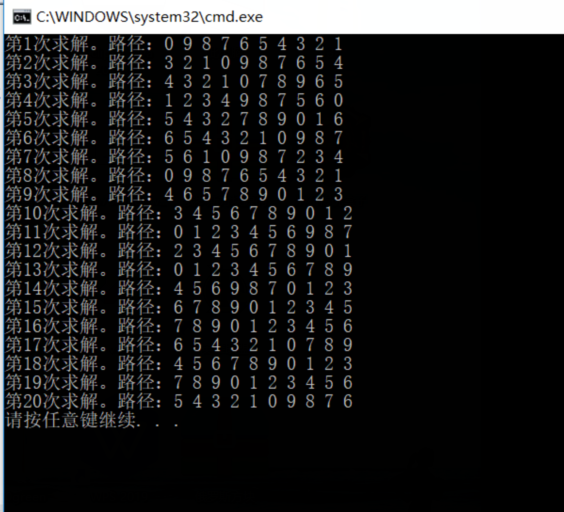 C:\WINDOWS\system32\cmd.exe
第1次求解。路径：0 9 8 7 6 5 4 3 2 1
第2次求解。路径：3 2 1 0 9 8 7 6 5 4
第3次求解。路径：4 3 2 1 0 7 8 9 6 5
第4次求解。路径：1 2 3 4 9 8 7 5 6 0
第5次求解。路径：5 4 3 2 7 8 9 0 1 6
第6次求解。路径：6 5 4 3 2 1 0 9 8 7
第7次求解。路径：5 6 1 0 9 8 7 2 3 4
第8次求解。路径：0 9 8 7 6 5 4 3 2 1
第9次求解。路径：4 6 5 7 8 9 0 1 2 3
第10次求解。路径：3 4 5 6 7 8 9 0 1 2
第11次求解。路径：0 1 2 3 4 5 6 9 8 7
第12次求解。路径：2 3 4 5 6 7 8 9 0 1
第13次求解。路径：0 1 2 3 4 5 6 7 8 9
第14次求解。路径：4 5 6 9 8 7 0 1 2 3
第15次求解。路径：6 7 8 9 0 1 2 3 4 5
第16次求解。路径：7 8 9 0 1 2 3 4 5 6
第17次求解。路径：6 5 4 3 2 1 0 7 8 9
第18次求解。路径：4 5 6 7 8 9 0 1 2 3
第19次求解。路径：7 8 9 0 1 2 3 4 5 6
第20次求解。路径：5 4 3 2 1 0 9 8 7 6
请按任意键继续. . .